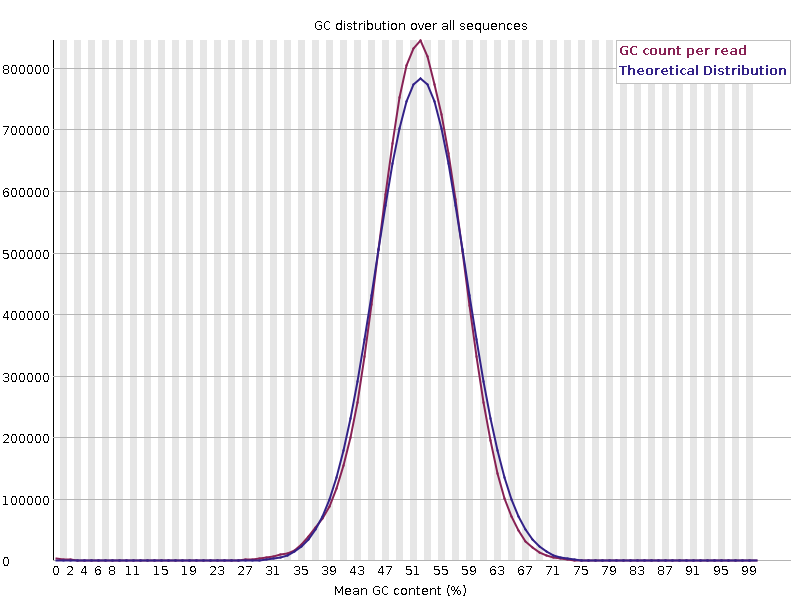 GC distribution over all sequences
GC count per read
Theoretical Distribution
800000
700000
600000
500000
400000
300000
200000
100000
0
0 2 4 6 8 11 15 19 23 27 31 35 39 43 47 51 55 59 63 67 71 75 79 83 87 91 95 99
Mean GC content (%)